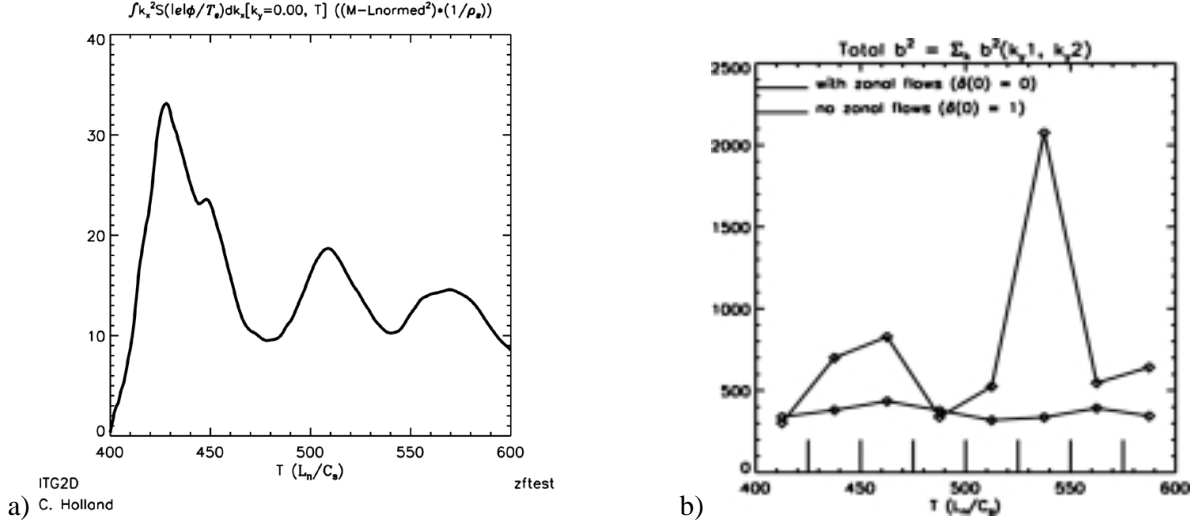 ∫kₓ²S(|e|ϕ/Tₑ)dkₓ[k_y=0.00, T] ((M-Lnormed²)*(1/ρₛ))
40
30
20
10
0
400 450 500 550 600
T (Lₙ/Cₛ)
ITG2D zftest
a) C. Holland
Total b² = Σₖ b²(k_y1, k_y2)
2500
with zonal flows (δ(0) = 0)
no zonal flows (δ(0) = 1)
2000
1500
1000
500
0
400 450 500 550 600
T (Lₙ/Cₛ)
b)